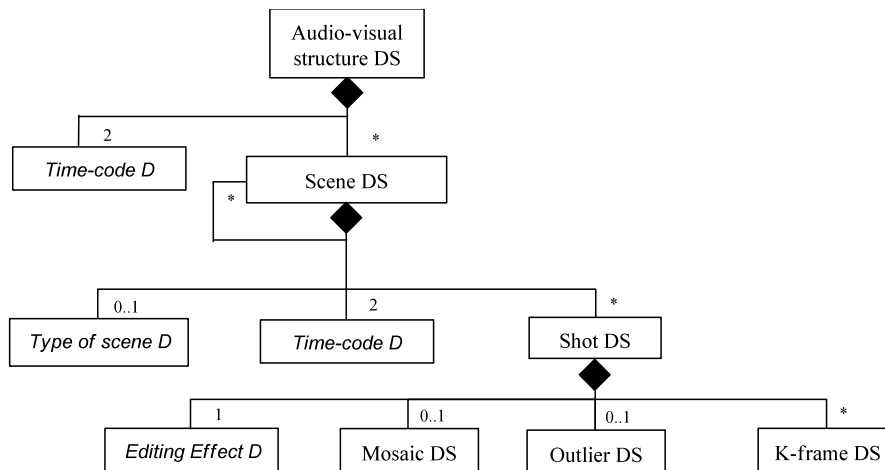 Audio-visual
structure DS
2
*
Time-code D
Scene DS
*
0..1
2
*
Type of scene D
Time-code D
Shot DS
1
0..1
0..1
*
Editing Effect D
Mosaic DS
Outlier DS
K-frame DS